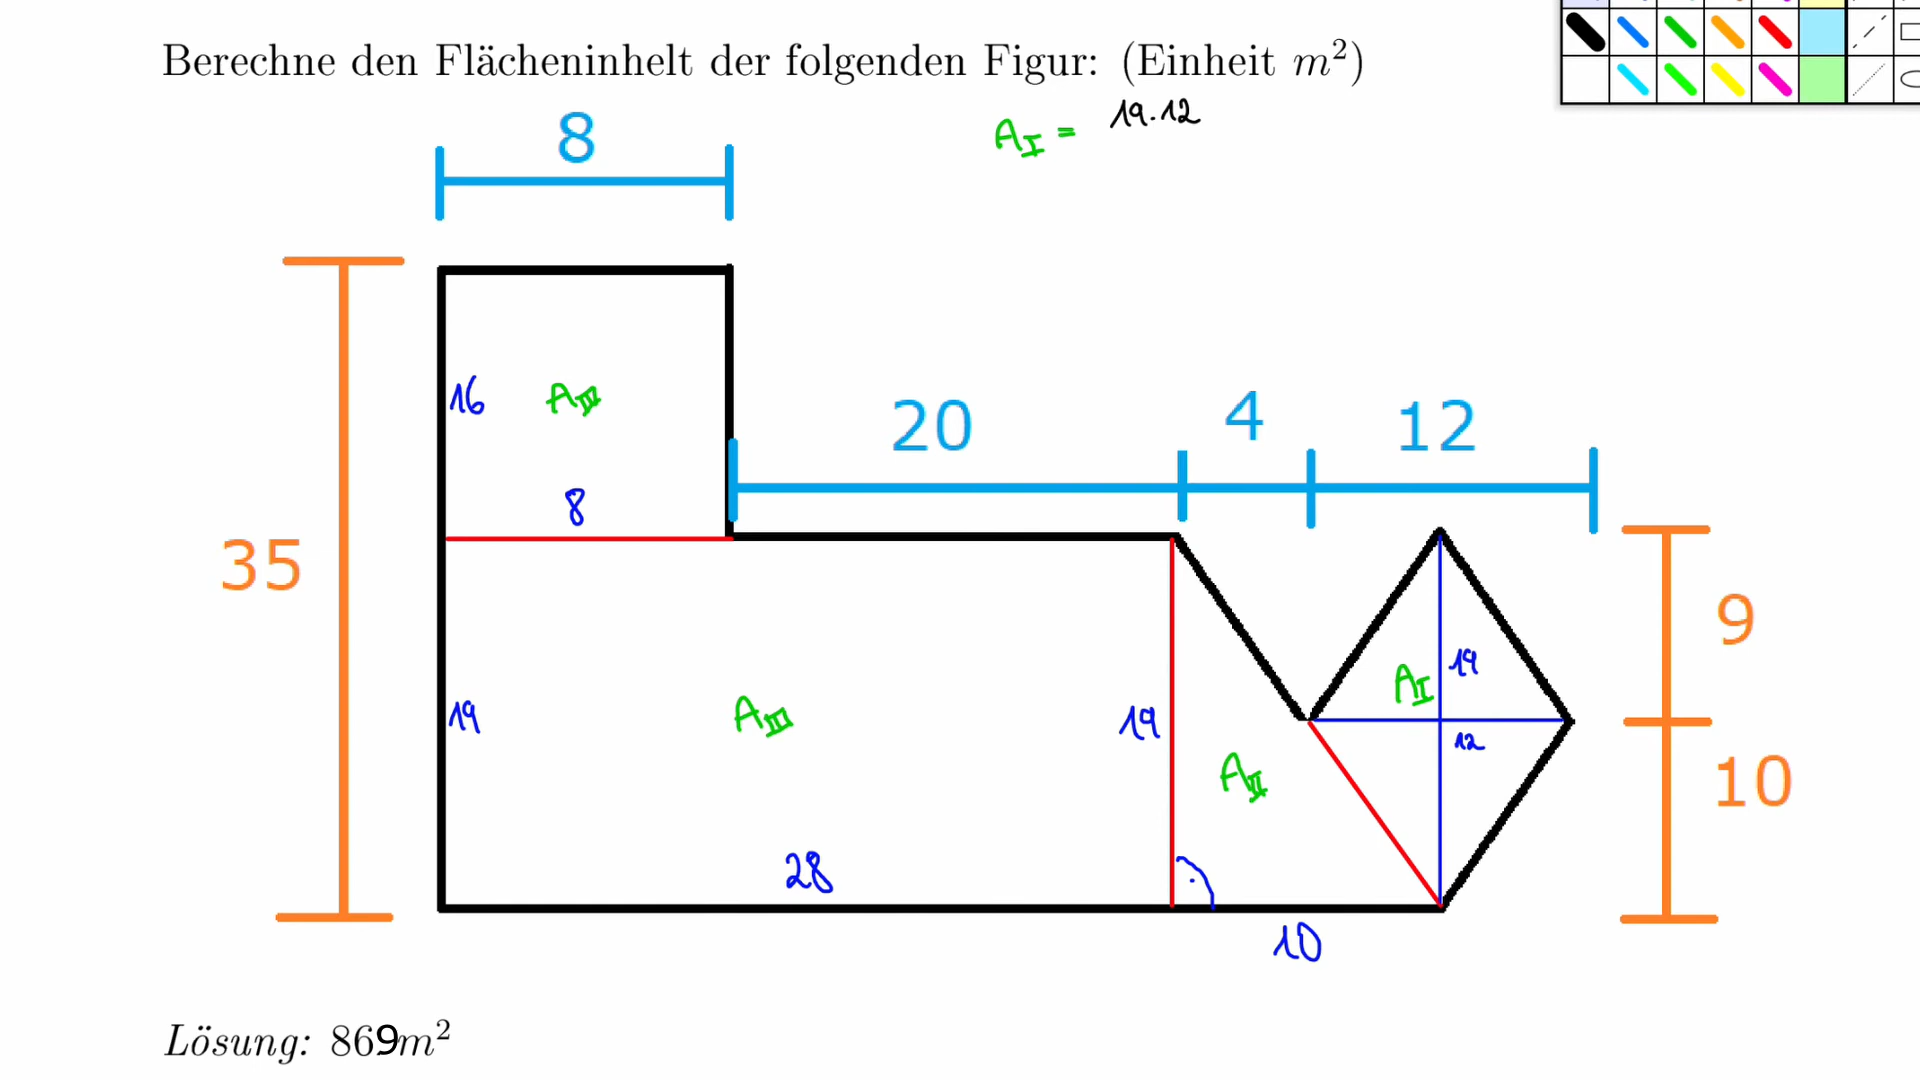 Berechne den Flächeninhelt der folgenden Figur: (Einheit m²)
A_I = 19·12
8
16
A_IV
20
4
12
8
35
9
19
A_I
12
19
A_III
19
A_II
10
28
10
Lösung: 869m²